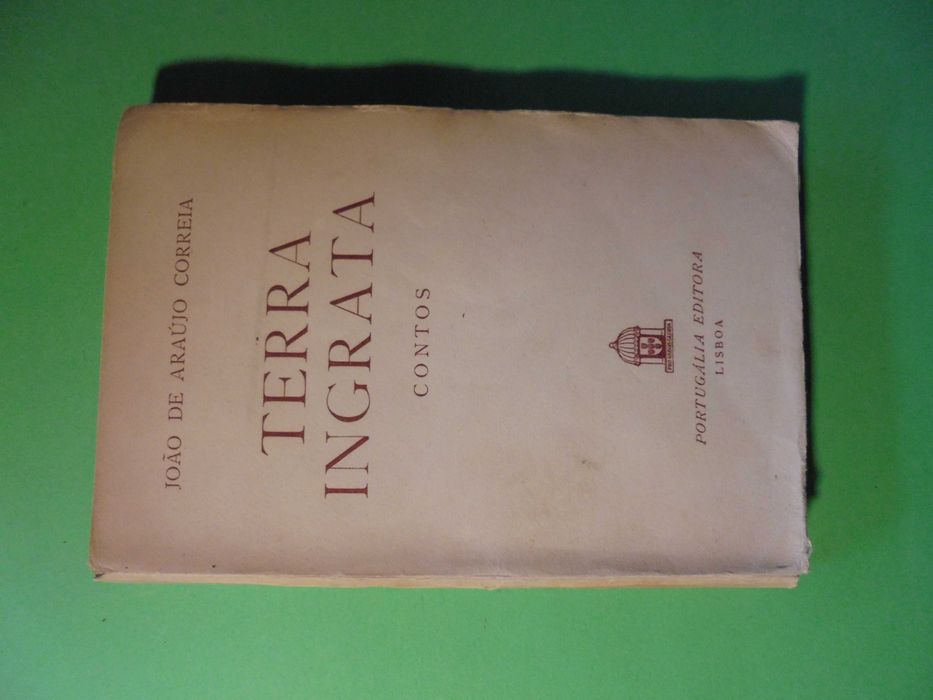 JOÃO DE ARAÚJO CORREIA
TERRA
INGRATA
CONTOS
PORTUGÁLIA EDITORA
LISBOA